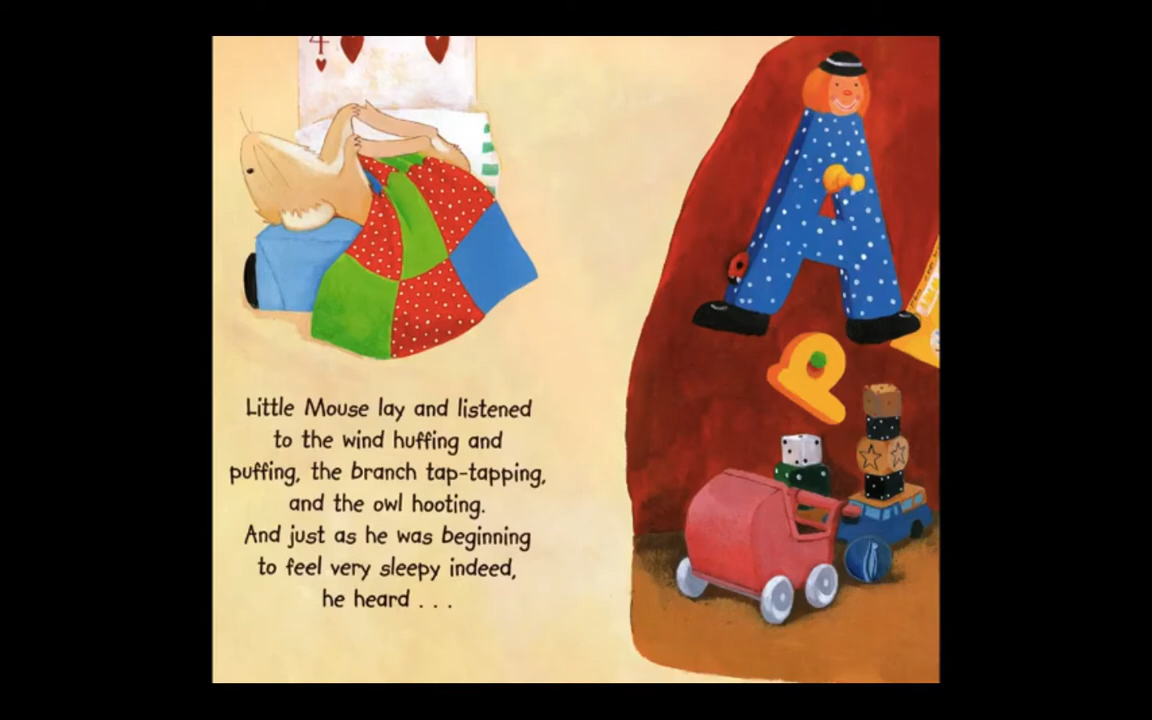 4
Little Mouse lay and listened
to the wind huffing and
puffing, the branch tap-tapping,
and the owl hooting.
And just as he was beginning
to feel very sleepy indeed,
he heard . . .